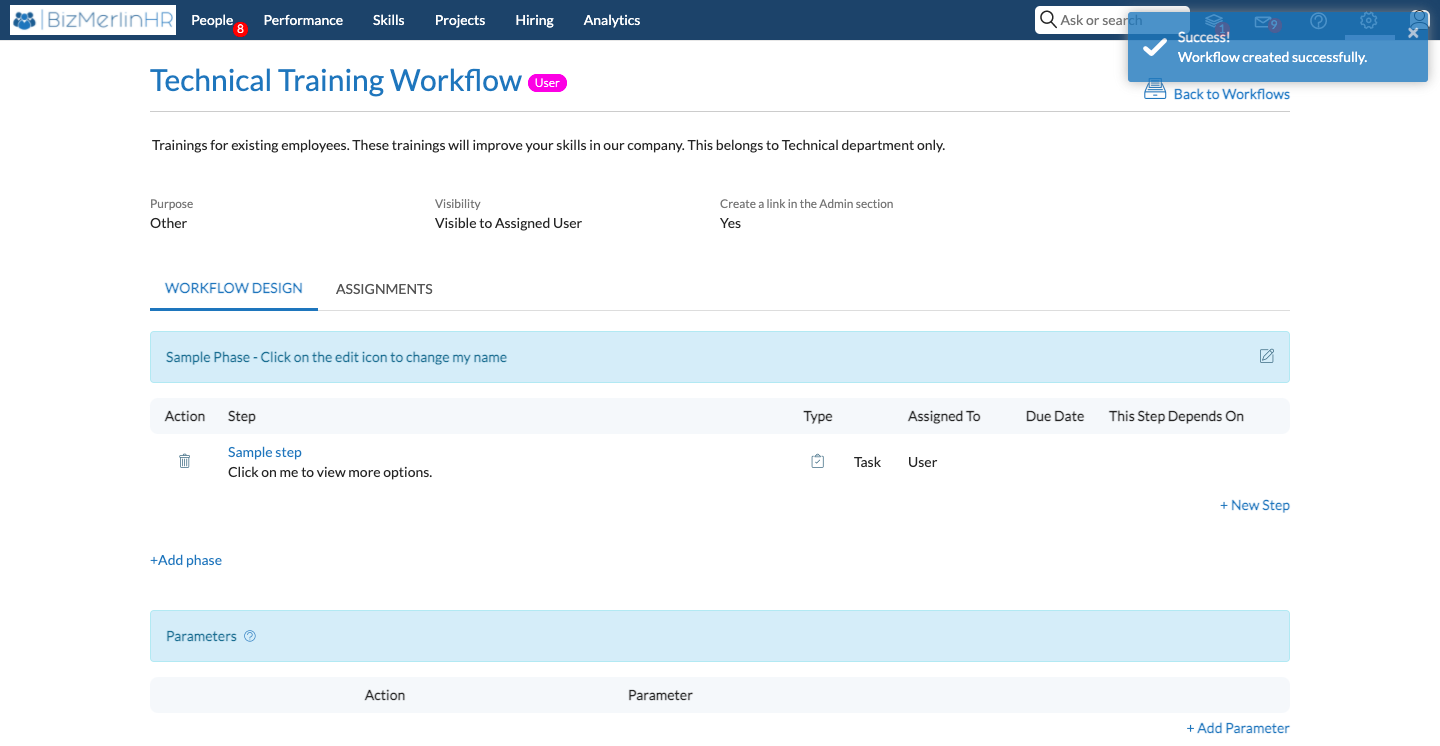 BizMerlinHR
People 8 Performance Skills Projects Hiring Analytics
Ask or search
1 9
Success!
Workflow created successfully.
Technical Training Workflow User
Back to Workflows
Trainings for existing employees. These trainings will improve your skills in our company. This belongs to Technical department only.
Purpose Visibility Create a link in the Admin section
Other Visible to Assigned User Yes
WORKFLOW DESIGN ASSIGNMENTS
Sample Phase - Click on the edit icon to change my name
Action Step Type Assigned To Due Date This Step Depends On
Sample step
Click on me to view more options. Task User
+ New Step
+Add phase
Parameters
Action Parameter
+ Add Parameter